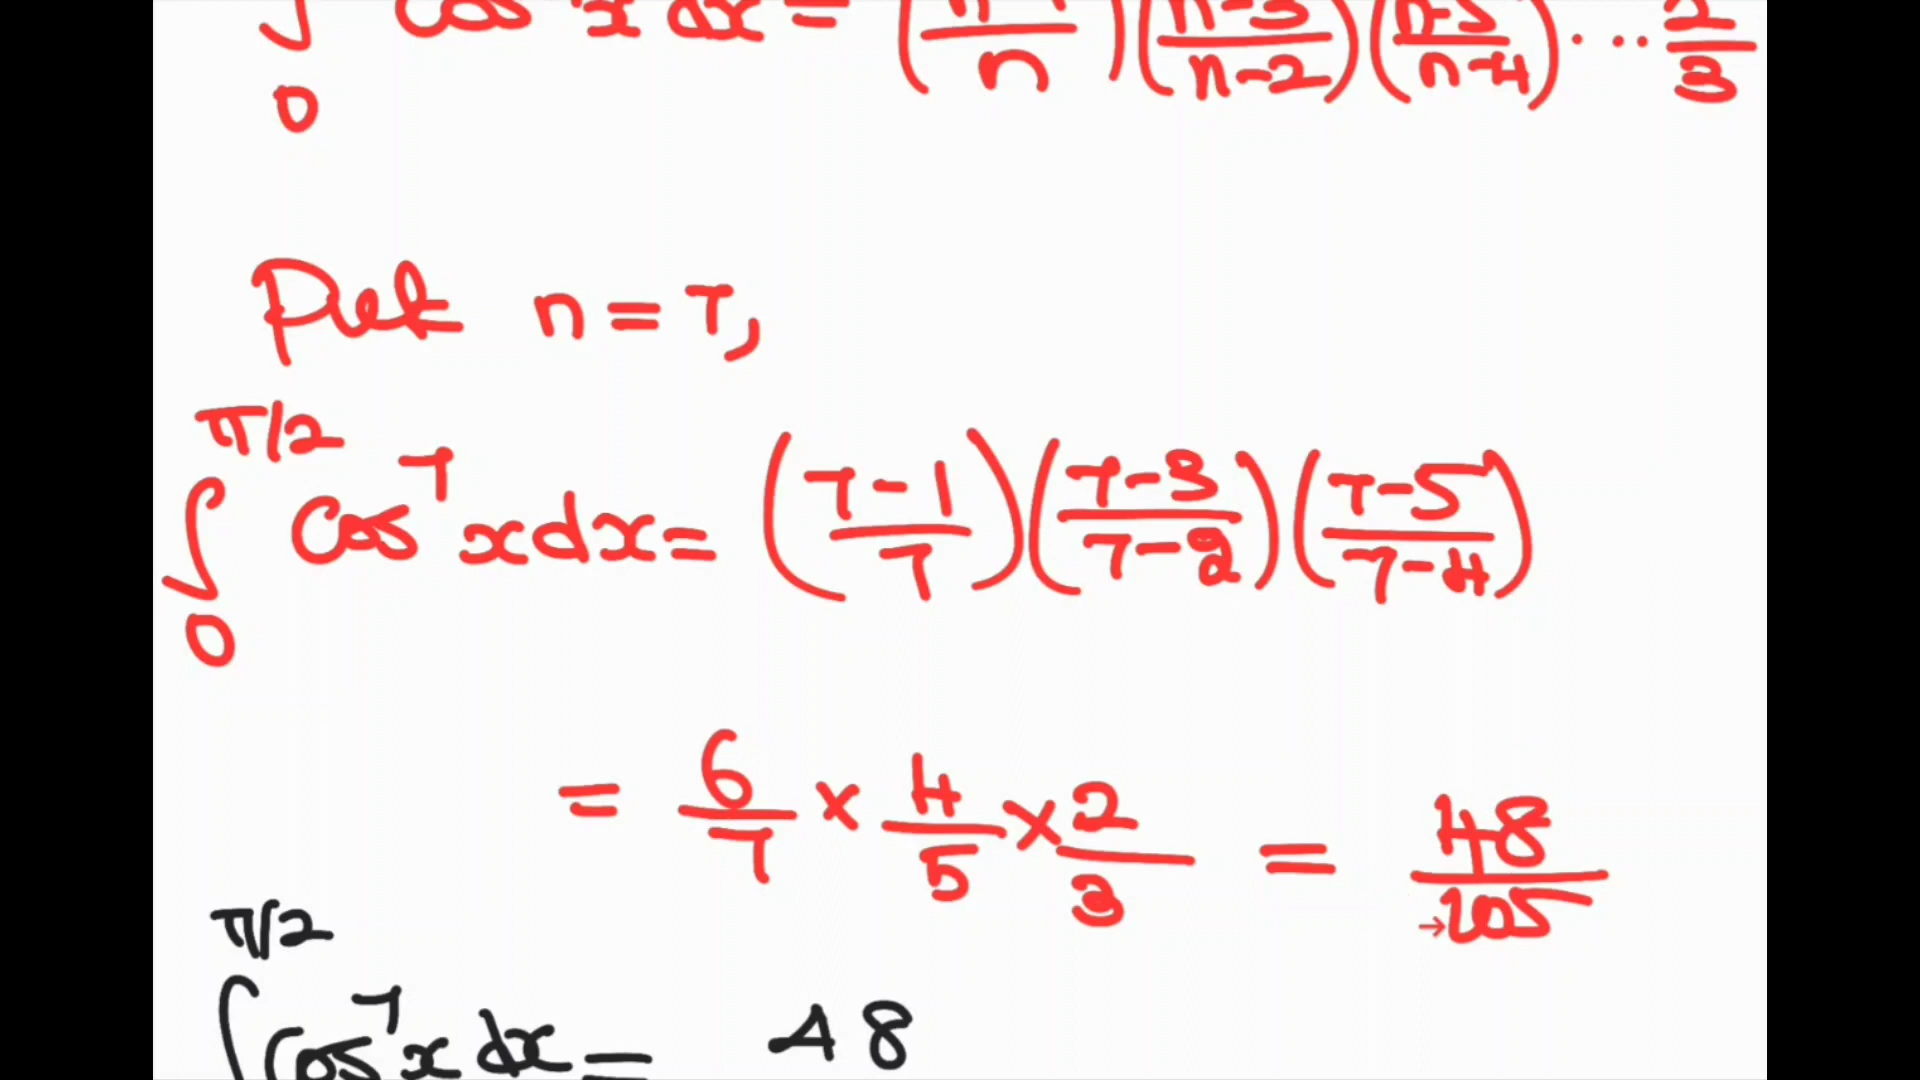 ∫₀ cosⁿx dx = (n-1/n)(n-3/n-2)(n-5/n-4)...2/3
Put n=7,
∫₀^π/2 cos⁷x dx = (7-1/7)(7-3/7-2)(7-5/7-4)
= 6/7 × 4/5 × 2/3 = 48/105
∫^π/2 cos⁷x dx = 48